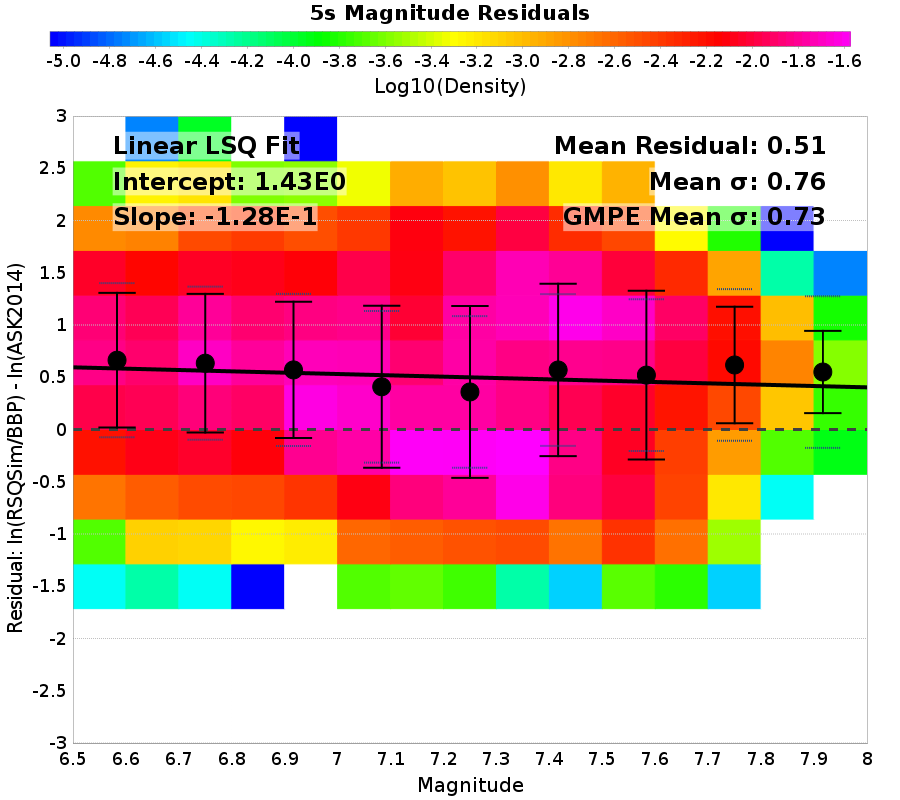 5s Magnitude Residuals
-5.0 -4.8 -4.6 -4.4 -4.2 -4.0 -3.8 -3.6 -3.4 -3.2 -3.0 -2.8 -2.6 -2.4 -2.2 -2.0 -1.8 -1.6
Log10(Density)
Linear LSQ Fit
Intercept: 1.43E0
Slope: -1.28E-1
Mean Residual: 0.51
Mean σ: 0.76
GMPE Mean σ: 0.73
Residual: ln(RSQSim/BBP) - ln(ASK2014)
3
2.5
2
1.5
1
0.5
0
-0.5
-1
-1.5
-2
-2.5
-3
6.5 6.6 6.7 6.8 6.9 7 7.1 7.2 7.3 7.4 7.5 7.6 7.7 7.8 7.9 8
Magnitude